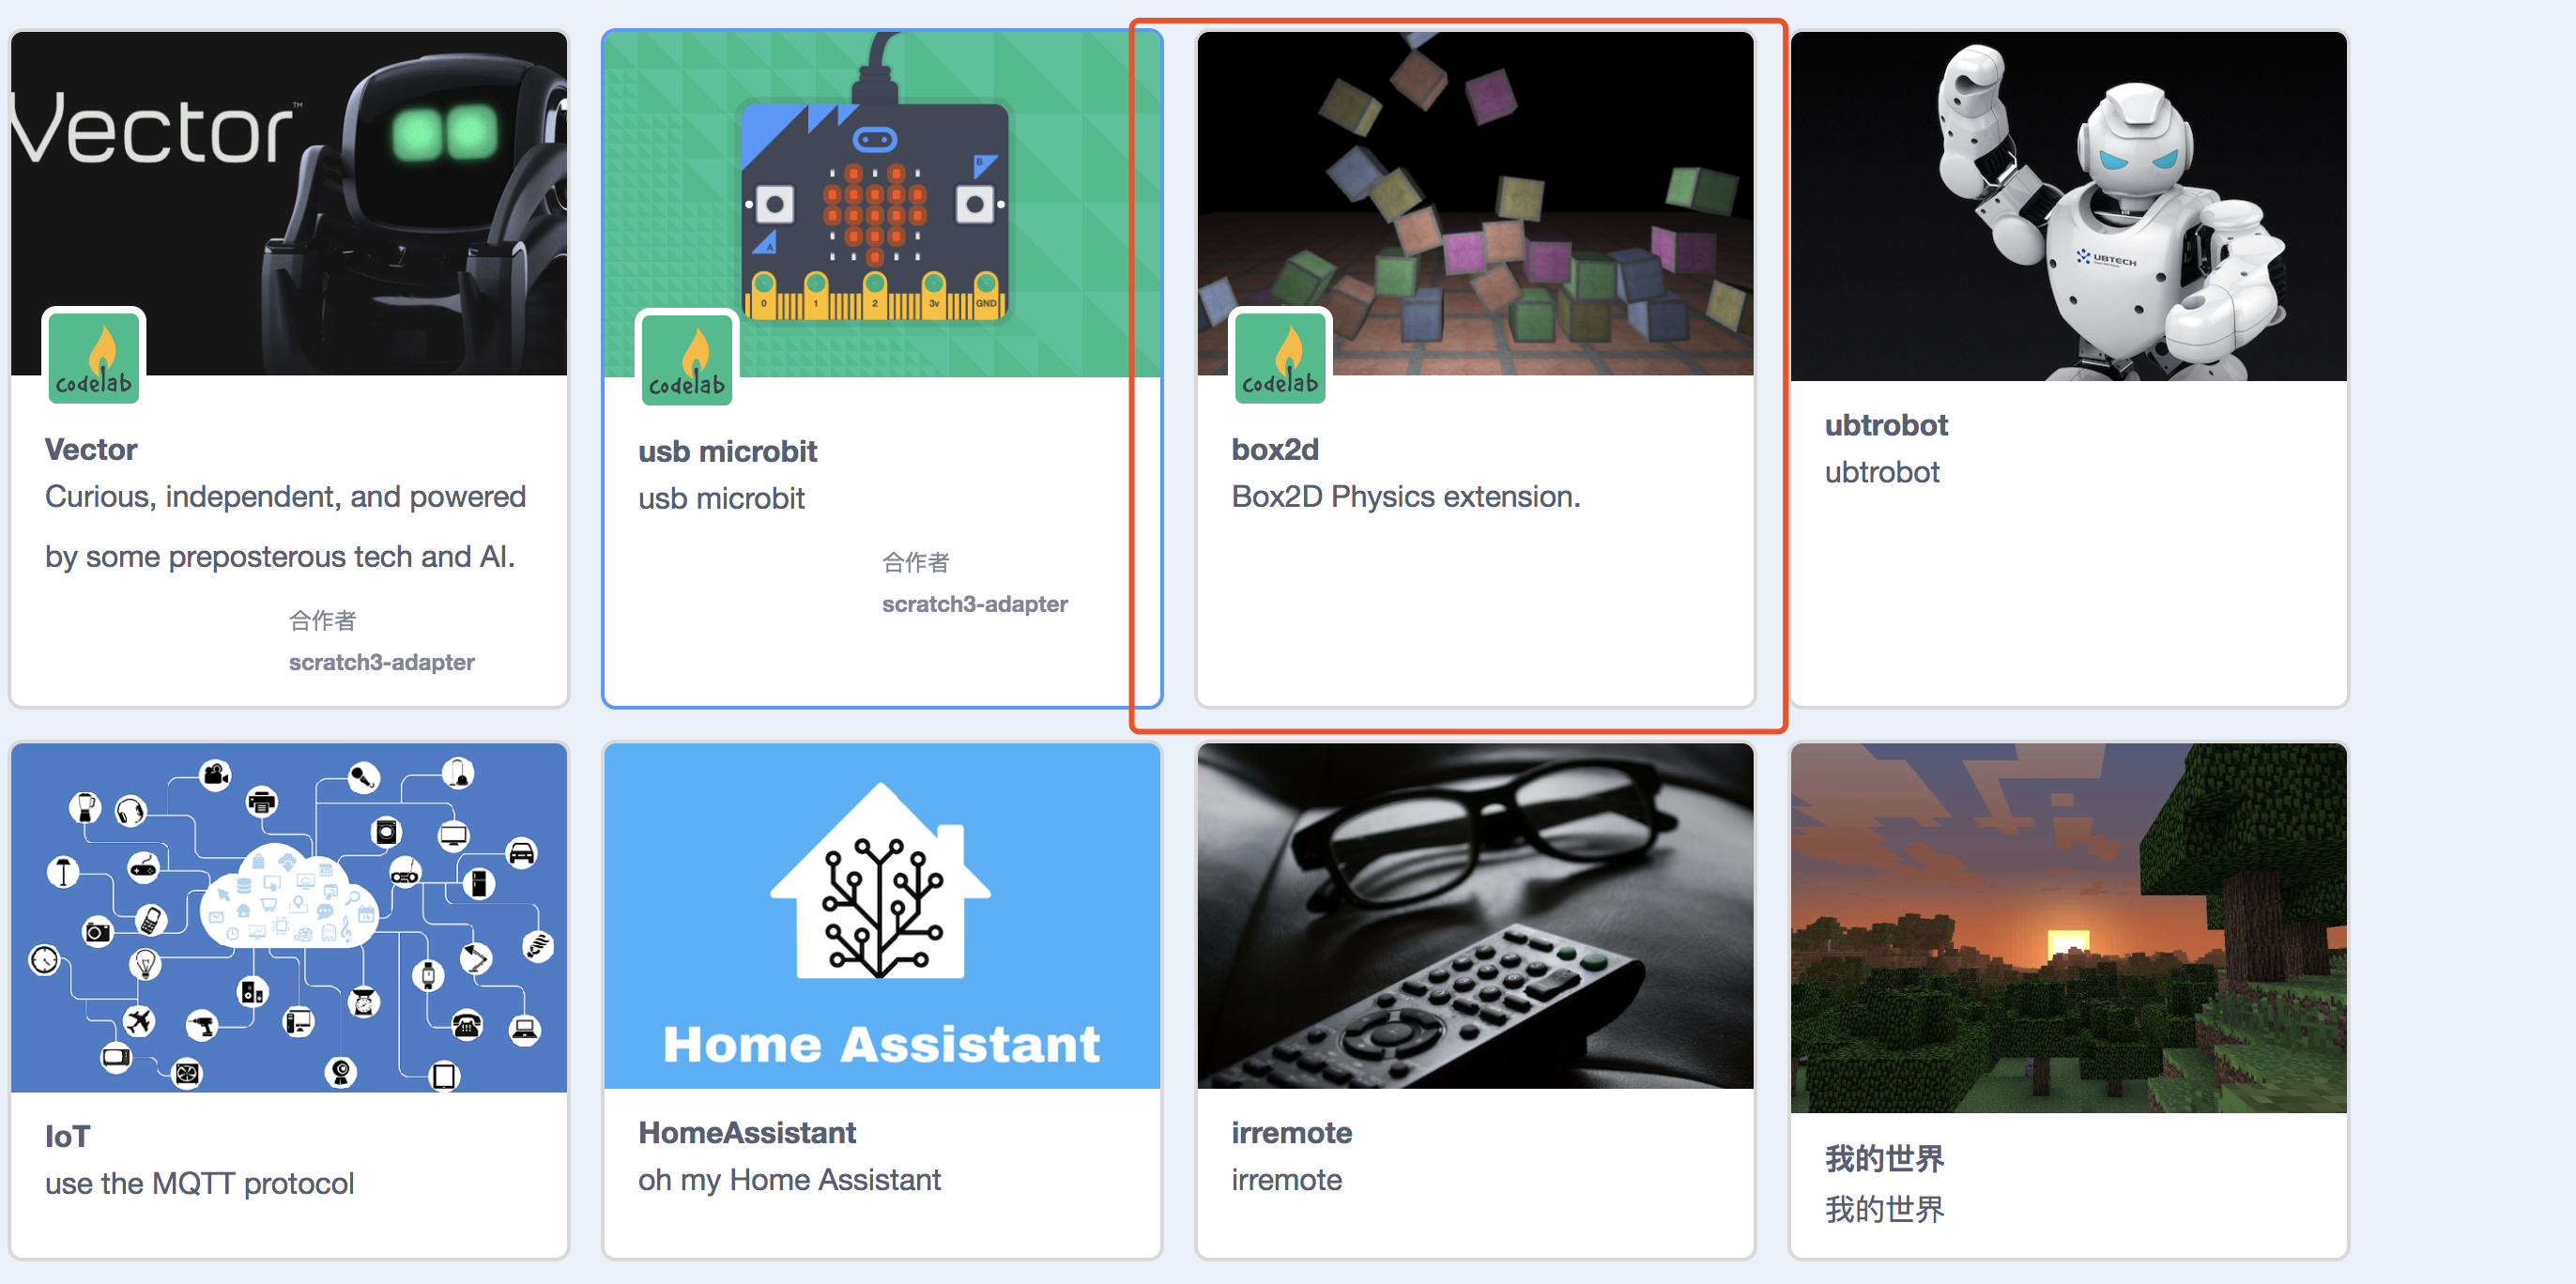 Vector™
codelab
Vector
Curious, independent, and powered
by some preposterous tech and AI.
合作者
scratch3-adapter
B
A
0 1 2 3v GND
codelab
usb microbit
usb microbit
合作者
scratch3-adapter
codelab
box2d
Box2D Physics extension.
UBTECH
ubtrobot
ubtrobot
IoT
use the MQTT protocol
Home Assistant
HomeAssistant
oh my Home Assistant
irremote
irremote
我的世界
我的世界